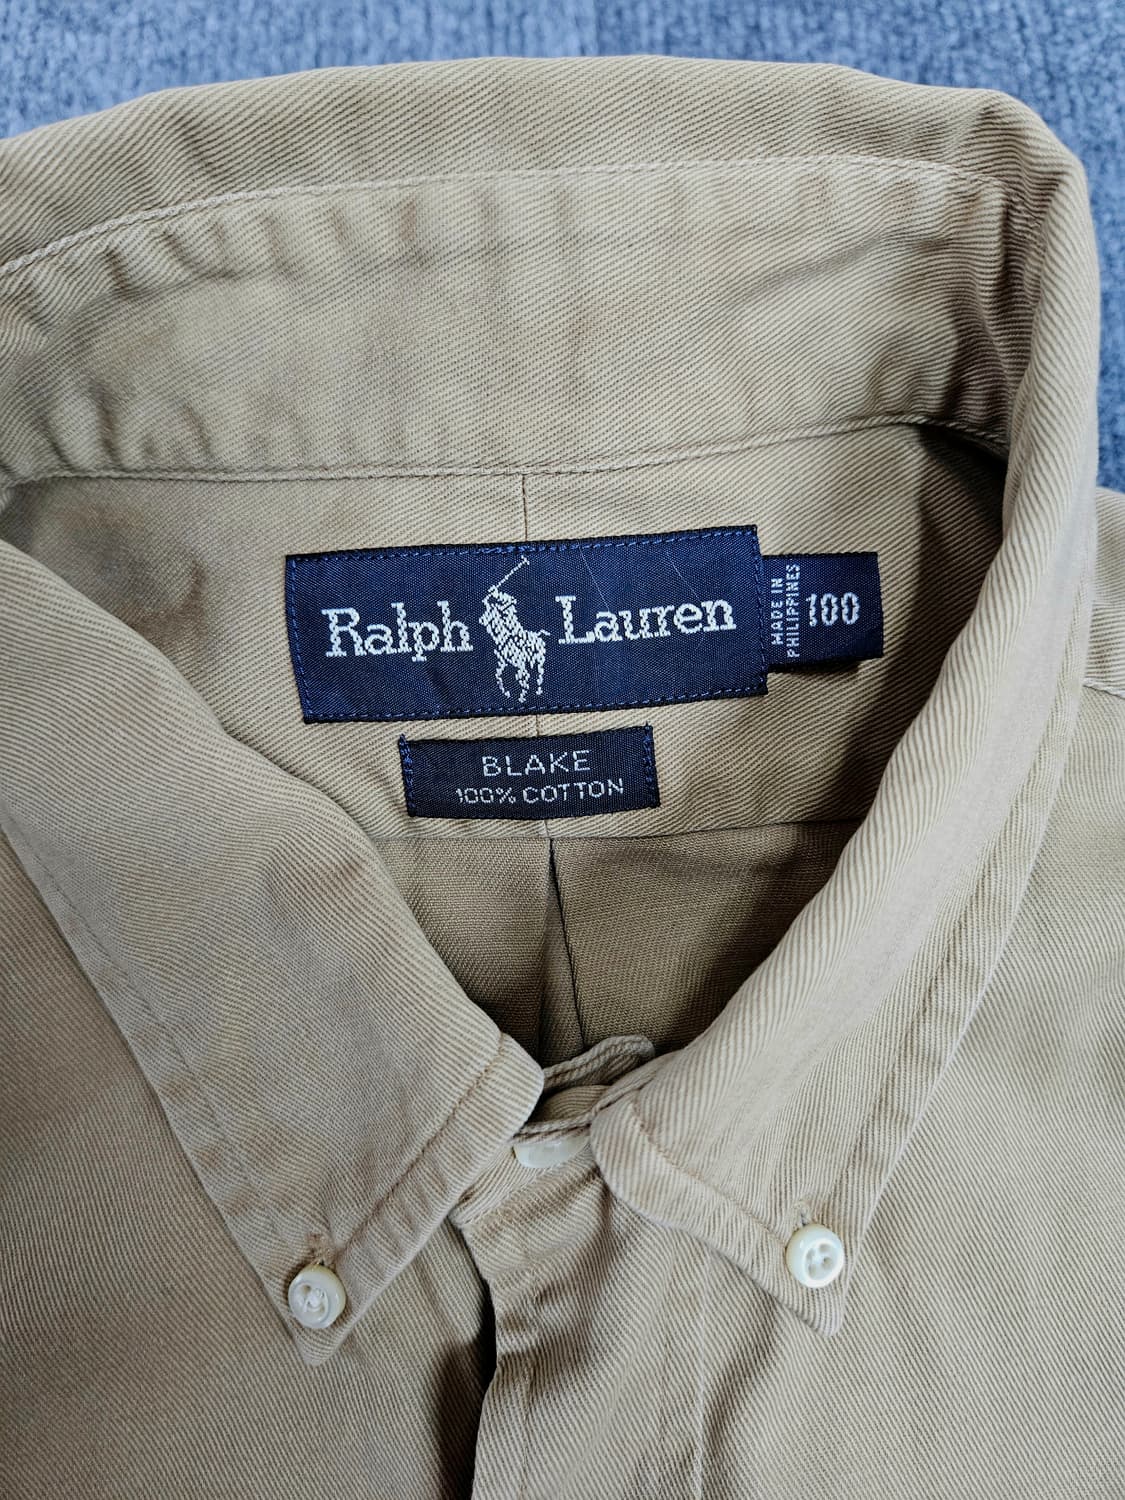 Ralph Lauren
MADE IN
PHILIPPINES
100
BLAKE
100% COTTON